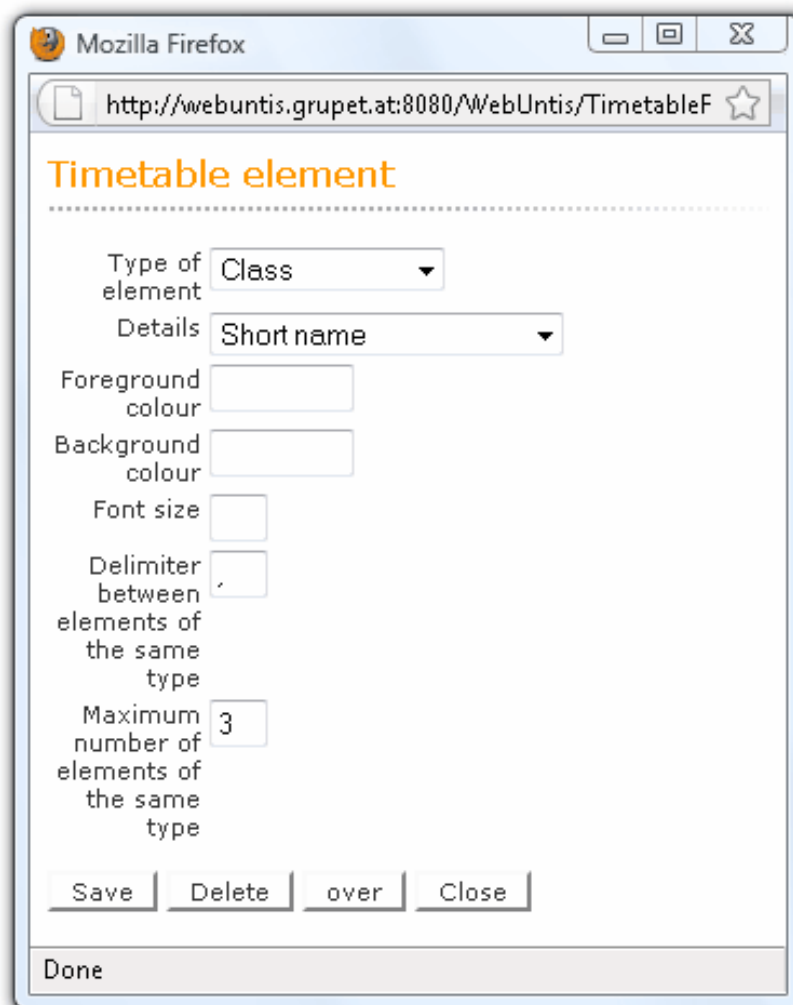 Mozilla Firefox
http://webuntis.grupet.at:8080/WebUntis/TimetableF
Timetable element
Type of element Class
Details Short name
Foreground colour
Background colour
Font size
Delimiter between elements of the same type ,
Maximum number of elements of the same type 3
Save Delete over Close
Done